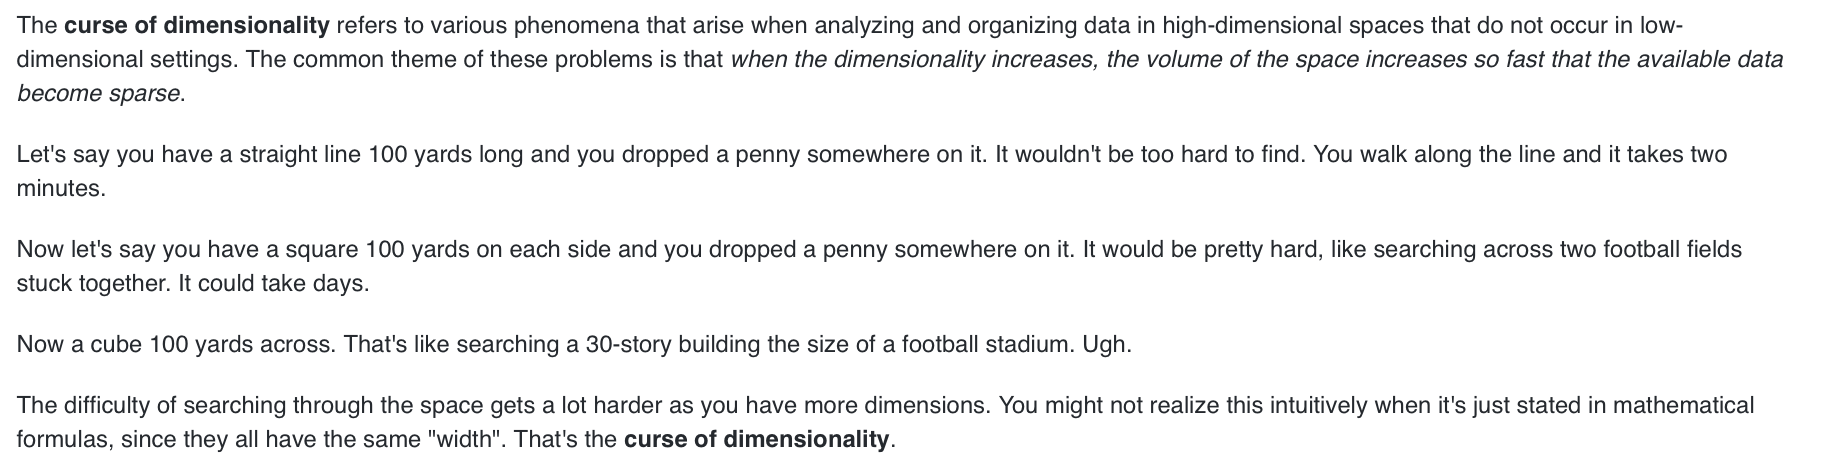 The curse of dimensionality refers to various phenomena that arise when analyzing and organizing data in high-dimensional spaces that do not occur in low-
dimensional settings. The common theme of these problems is that when the dimensionality increases, the volume of the space increases so fast that the available data
become sparse.
Let's say you have a straight line 100 yards long and you dropped a penny somewhere on it. It wouldn't be too hard to find. You walk along the line and it takes two
minutes.
Now let's say you have a square 100 yards on each side and you dropped a penny somewhere on it. It would be pretty hard, like searching across two football fields
stuck together. It could take days.
Now a cube 100 yards across. That's like searching a 30-story building the size of a football stadium. Ugh.
The difficulty of searching through the space gets a lot harder as you have more dimensions. You might not realize this intuitively when it's just stated in mathematical
formulas, since they all have the same "width". That's the curse of dimensionality.